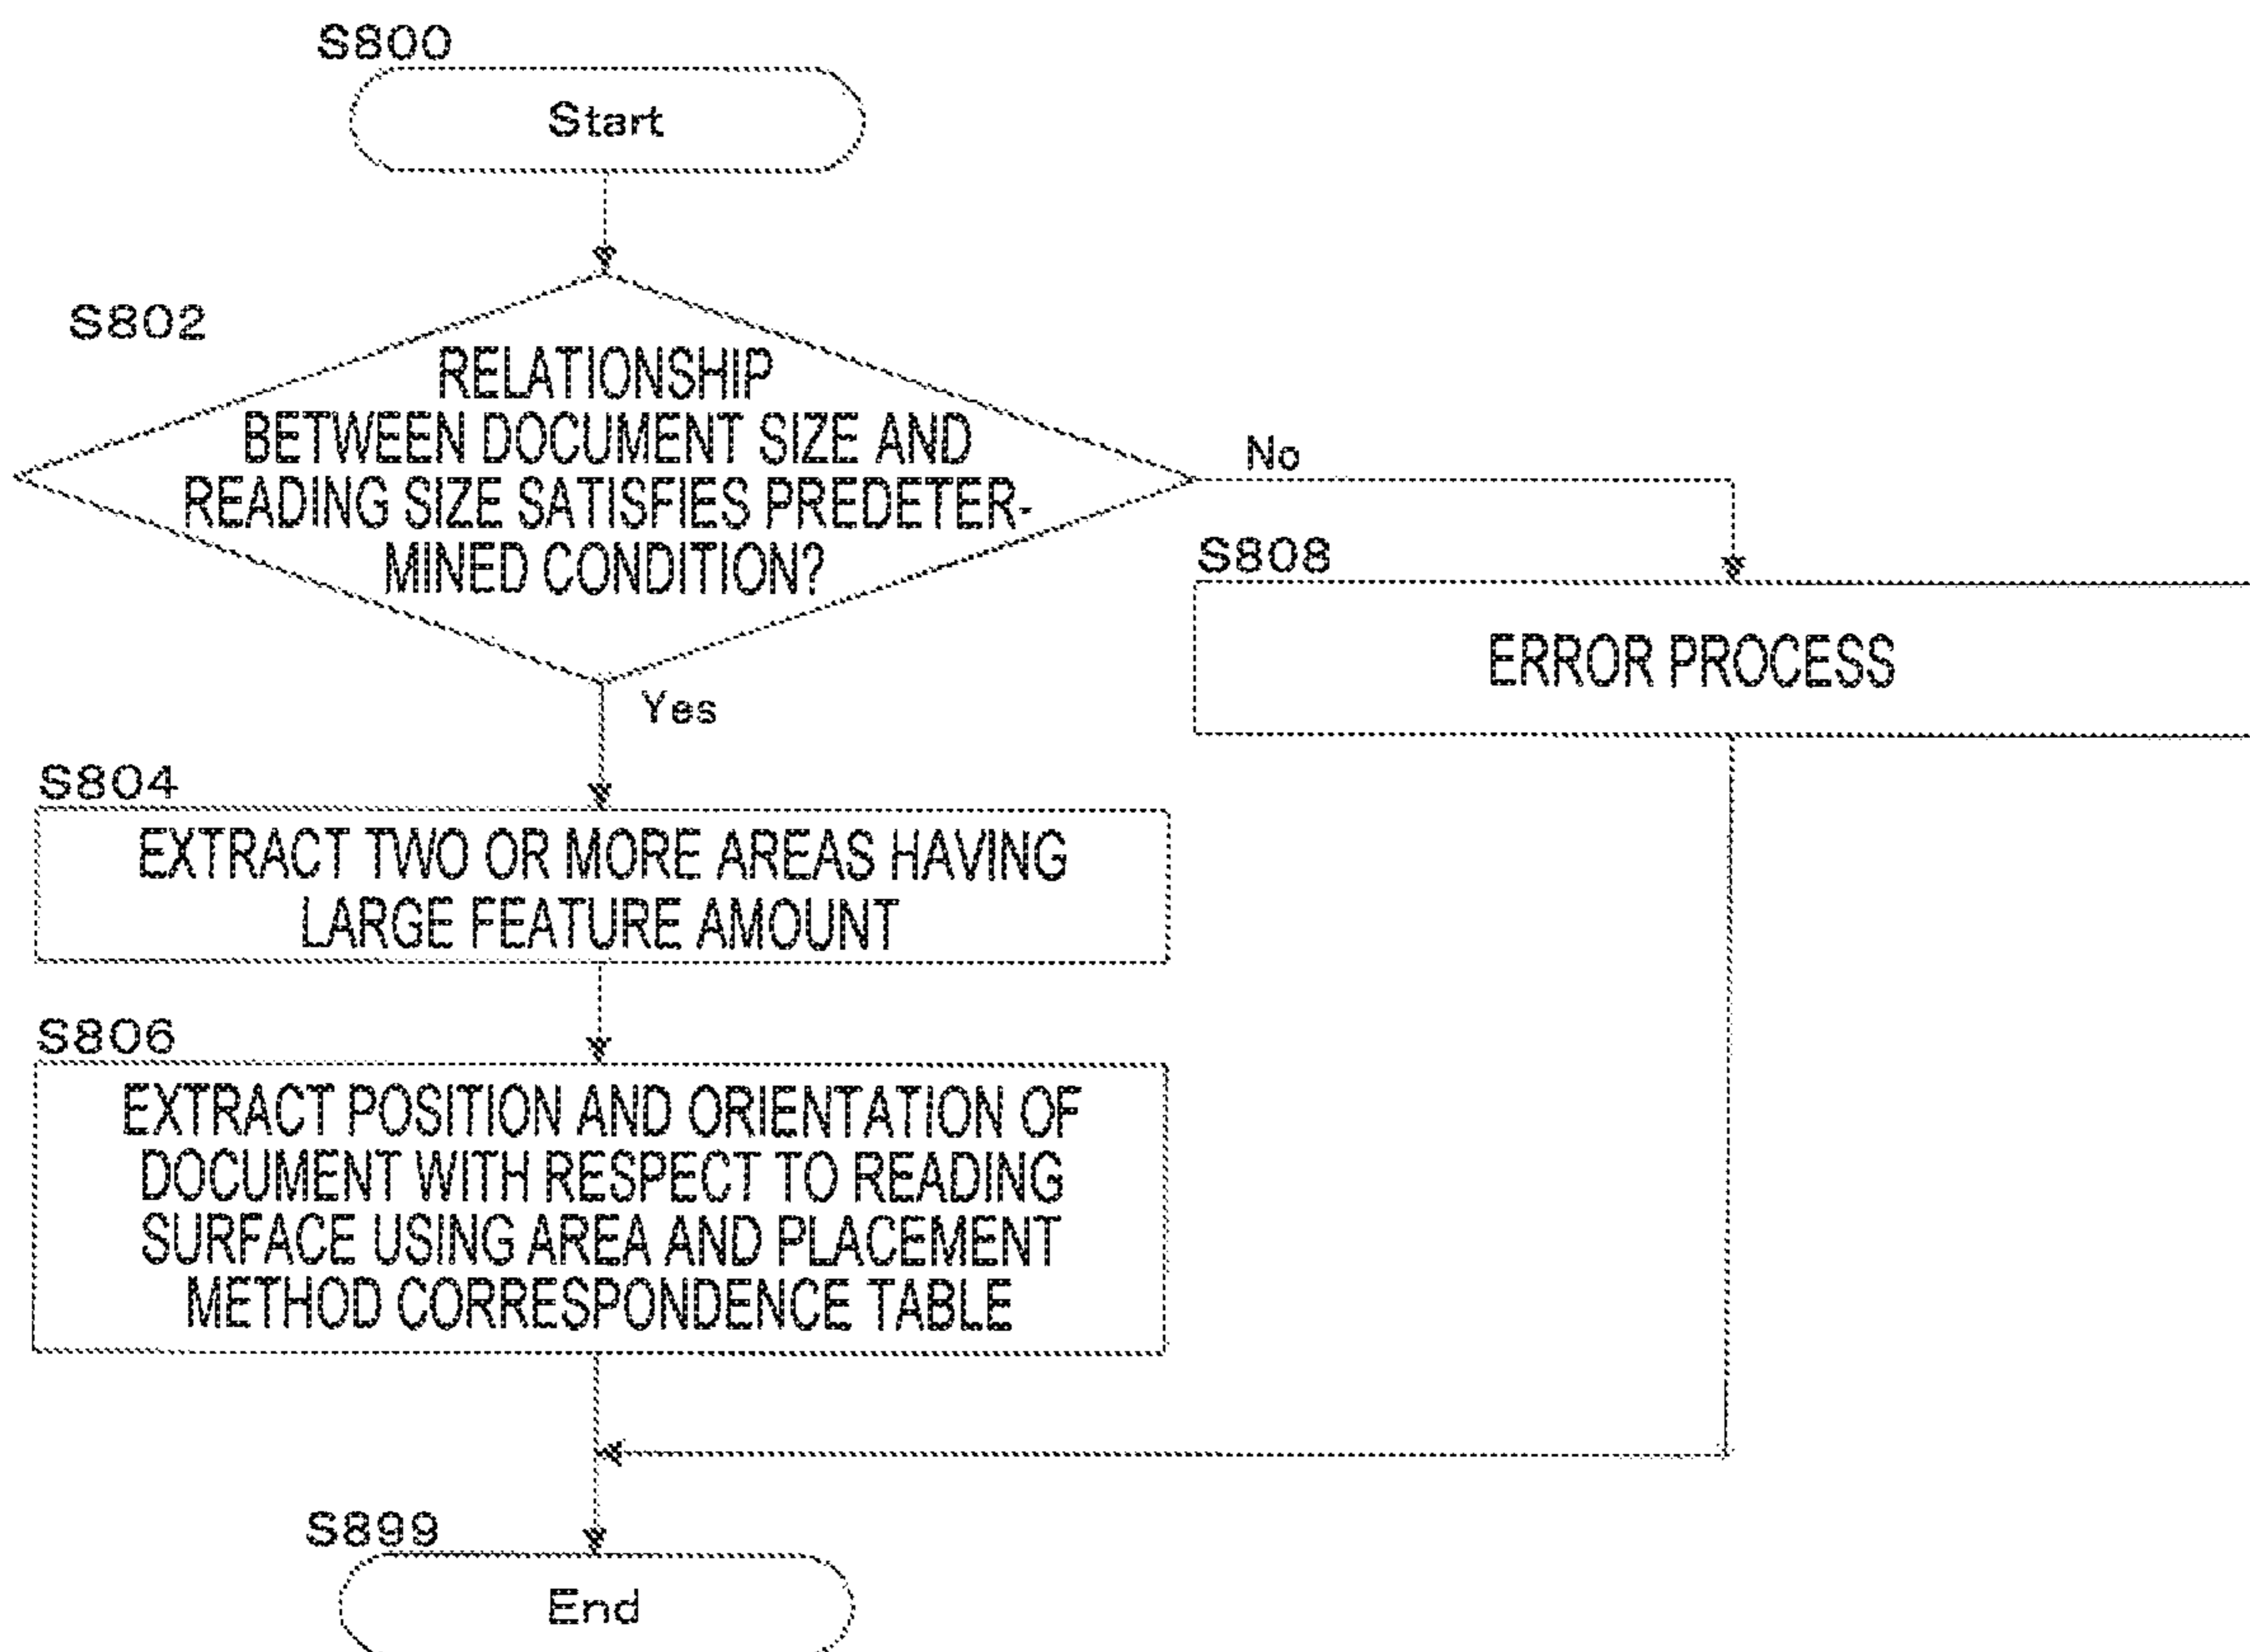 S800
Start
S802
RELATIONSHIP
BETWEEN DOCUMENT SIZE AND
READING SIZE SATISFIES PREDETER-
MINED CONDITION?
No
Yes
S808
ERROR PROCESS
S804
EXTRACT TWO OR MORE AREAS HAVING
LARGE FEATURE AMOUNT
S806
EXTRACT POSITION AND ORIENTATION OF
DOCUMENT WITH RESPECT TO READING
SURFACE USING AREA AND PLACEMENT
METHOD CORRESPONDENCE TABLE
S899
End